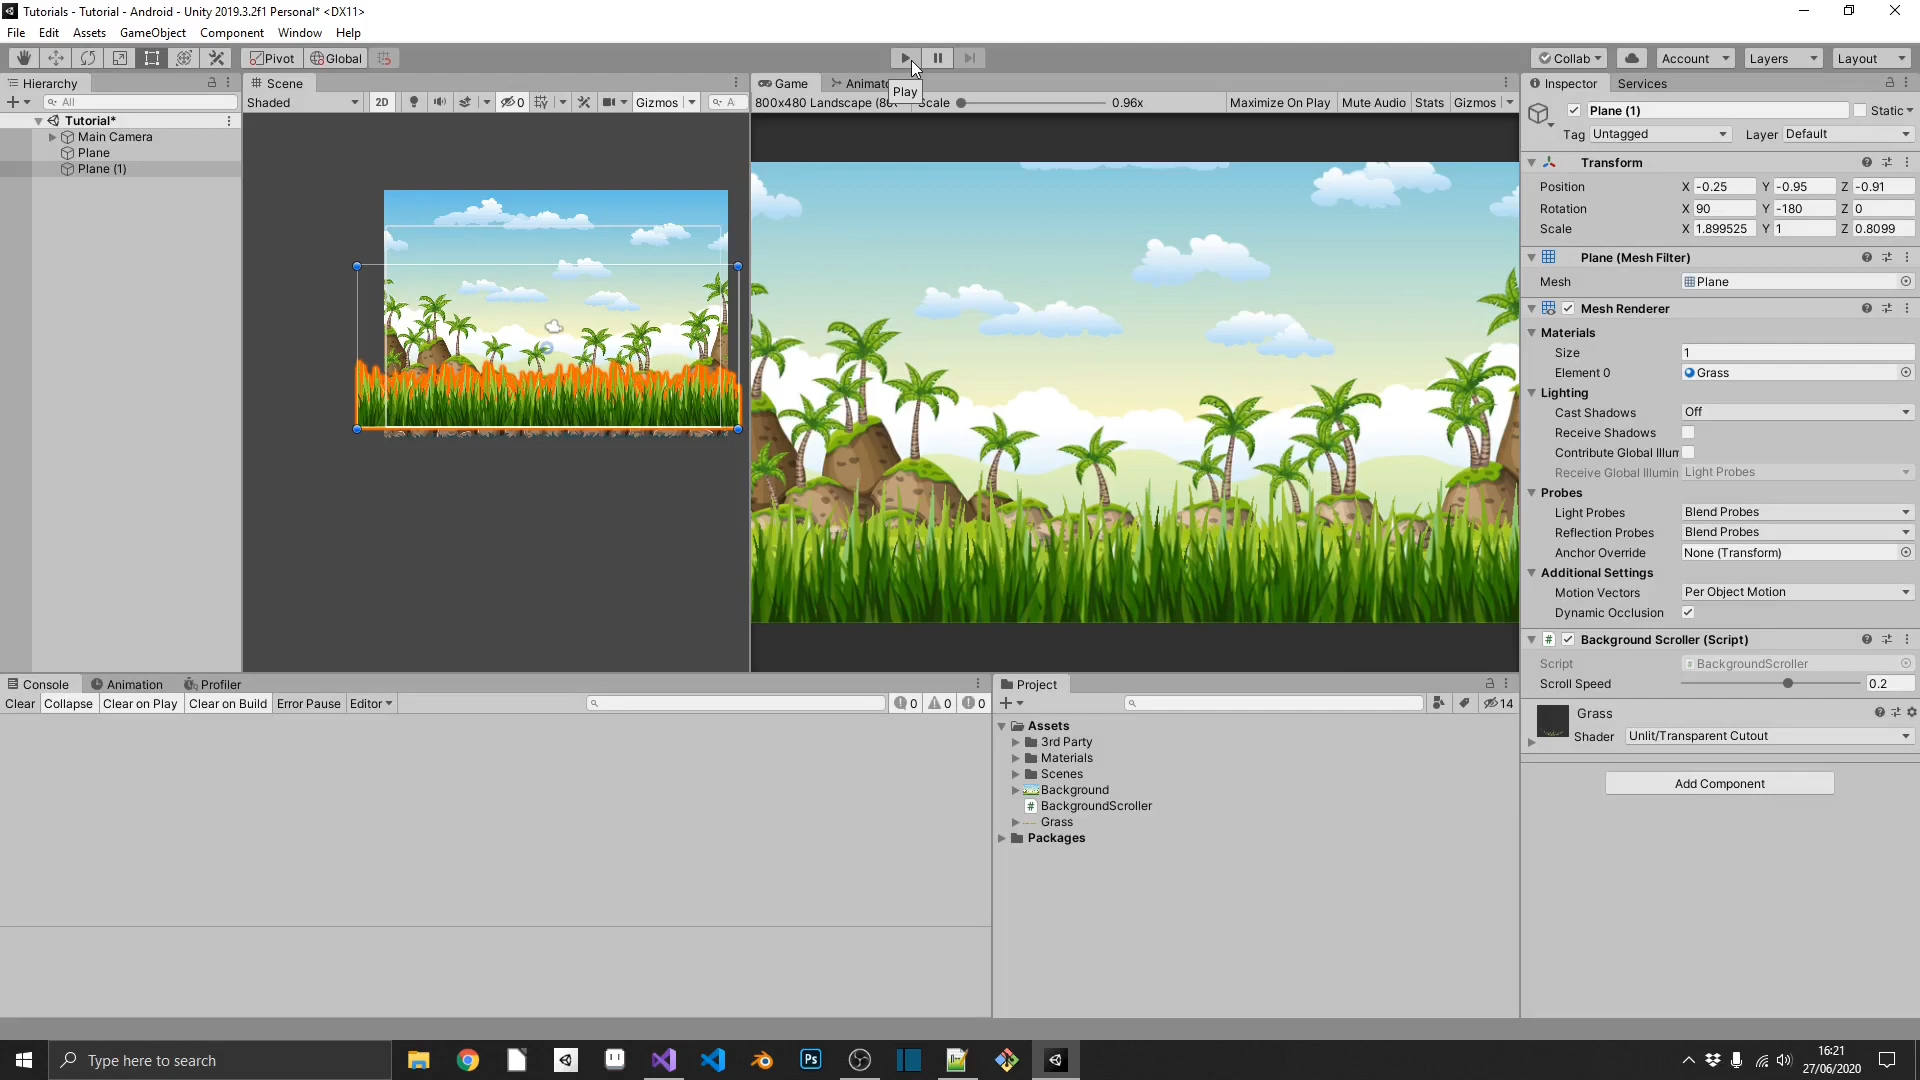 Tutorials - Tutorial - Android - Unity 2019.3.2f1 Personal* <DX11>
File Edit Assets GameObject Component Window Help
Pivot Global Collab Account Layers Layout
Hierarchy
All
Tutorial*
Main Camera
Plane
Plane (1)
Scene
Shaded 2D 0 Gizmos A
Game Animato
Play
800x480 Landscape (80 Scale 0.96x Maximize On Play Mute Audio Stats Gizmos
Inspector Services
Plane (1) Static
Tag Untagged Layer Default
Transform
Position X -0.25 Y -0.95 Z -0.91
Rotation X 90 Y -180 Z 0
Scale X 1.899525 Y 1 Z 0.8099
Plane (Mesh Filter)
Mesh Plane
Mesh Renderer
Materials
Size 1
Element 0 Grass
Lighting
Cast Shadows Off
Receive Shadows
Contribute Global Illum
Receive Global Illumin Light Probes
Probes
Light Probes Blend Probes
Reflection Probes Blend Probes
Anchor Override None (Transform)
Additional Settings
Motion Vectors Per Object Motion
Dynamic Occlusion
# Background Scroller (Script)
Script # BackgroundScroller
Scroll Speed 0.2
Grass
Shader Unlit/Transparent Cutout
Add Component
Console Animation Profiler
Clear Collapse Clear on Play Clear on Build Error Pause Editor 0 0 0
Project
14
Assets
3rd Party
Materials
Scenes
Background
# BackgroundScroller
Grass
Packages
Type here to search
Ps
16:21
27/06/2020